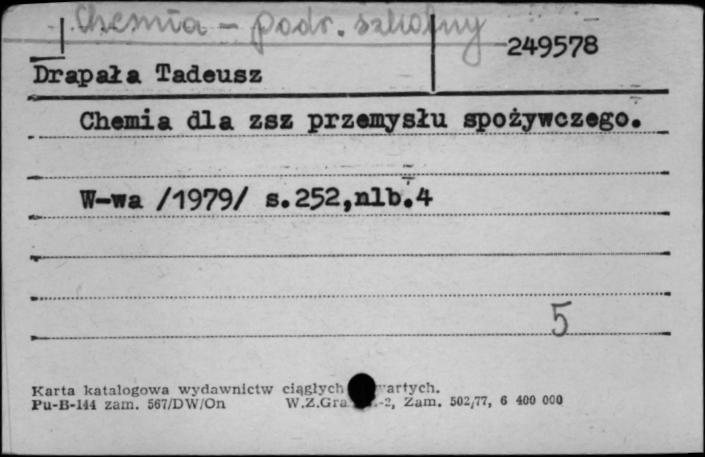 Chemia - podr. szkolny
249578
Drapała Tadeusz
Chemia dla zsz przemysłu spożywczego.
W-wa /1979/ s.252,nlb.4
5
Karta katalogowa wydawnictw ciągłych
Pu-B-144 zam. 567/DW/On W.Z.Gra -2, Zam. 502/77, 6 400 000